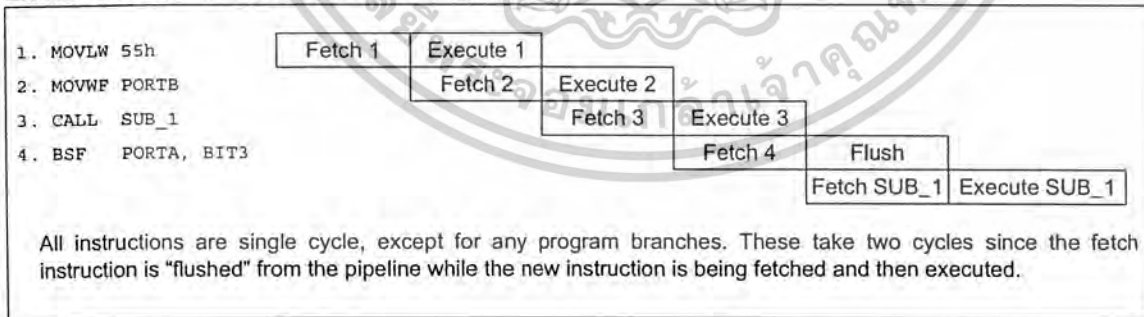 1. MOVLW 55h Fetch 1 Execute 1
2. MOVWF PORTB Fetch 2 Execute 2
3. CALL SUB_1 Fetch 3 Execute 3
4. BSF PORTA, BIT3 Fetch 4 Flush
Fetch SUB_1 Execute SUB_1
All instructions are single cycle, except for any program branches. These take two cycles since the fetch
instruction is "flushed" from the pipeline while the new instruction is being fetched and then executed.